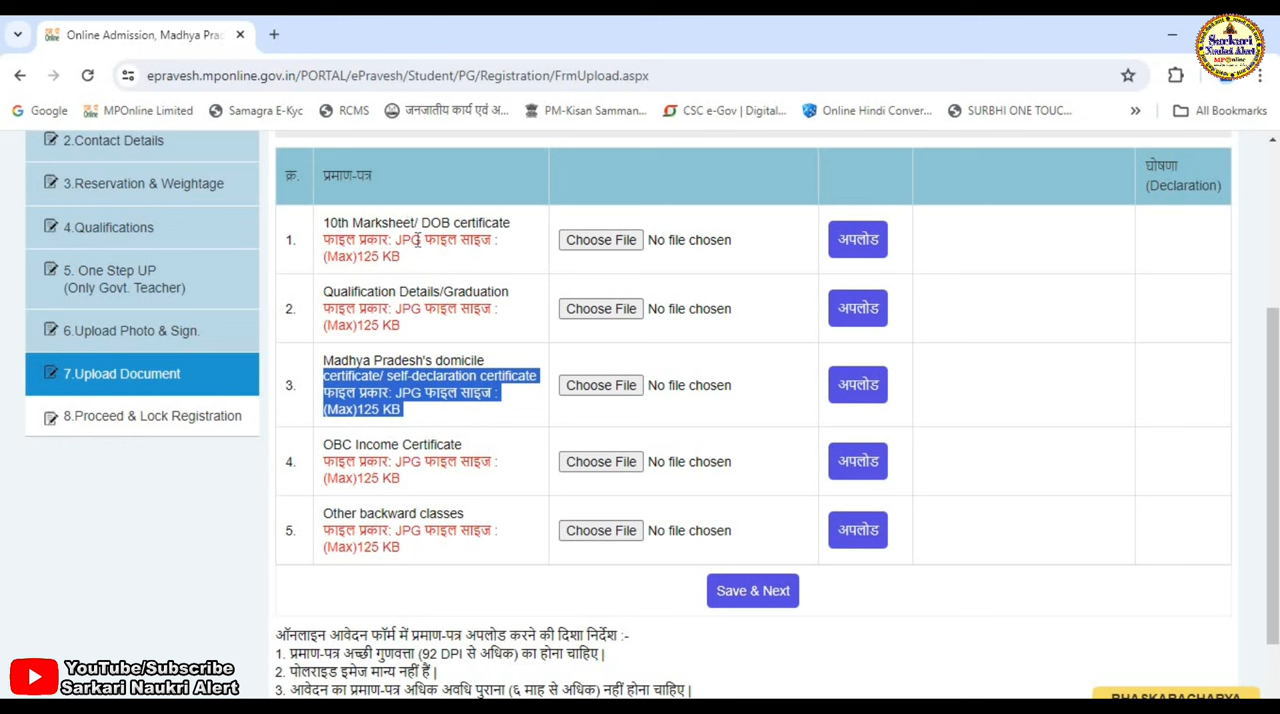 Online Admission, Madhya Pra
Sarkari
Naukri Alert
MPOnline
epravesh.mponline.gov.in/PORTAL/ePravesh/Student/PG/Registration/FrmUpload.aspx
Google MPOnline Limited Samagra E-Kyc RCMS जनजातीय कार्य एवं अ... PM-Kisan Samman... CSC e-Gov | Digital... Online Hindi Conver... SURBHI ONE TOUC... » All Bookmarks
2.Contact Details
3.Reservation & Weightage
4.Qualifications
5. One Step UP
(Only Govt. Teacher)
6.Upload Photo & Sign.
7.Upload Document
8.Proceed & Lock Registration
क्र. प्रमाण-पत्र घोषणा
(Declaration)
1. 10th Marksheet/ DOB certificate
फाइल प्रकार: JPG फाइल साइज :
(Max)125 KB
Choose File No file chosen अपलोड
2. Qualification Details/Graduation
फाइल प्रकार: JPG फाइल साइज :
(Max)125 KB
Choose File No file chosen अपलोड
3. Madhya Pradesh's domicile
certificate/ self-declaration certificate
फाइल प्रकार: JPG फाइल साइज :
(Max)125 KB
Choose File No file chosen अपलोड
4. OBC Income Certificate
फाइल प्रकार: JPG फाइल साइज :
(Max)125 KB
Choose File No file chosen अपलोड
5. Other backward classes
फाइल प्रकार: JPG फाइल साइज :
(Max)125 KB
Choose File No file chosen अपलोड
Save & Next
ऑनलाइन आवेदन फॉर्म में प्रमाण-पत्र अपलोड करने की दिशा निर्देश :-
1. प्रमाण-पत्र अच्छी गुणवत्ता (92 DPI से अधिक) का होना चाहिए |
2. पोलराइड इमेज मान्य नहीं हैं |
3. आवेदन का प्रमाण-पत्र अधिक अवधि पुराना (६ माह से अधिक) नहीं होना चाहिए |
YouTube/Subscribe
Sarkari Naukri Alert
BHASKARACHARYA